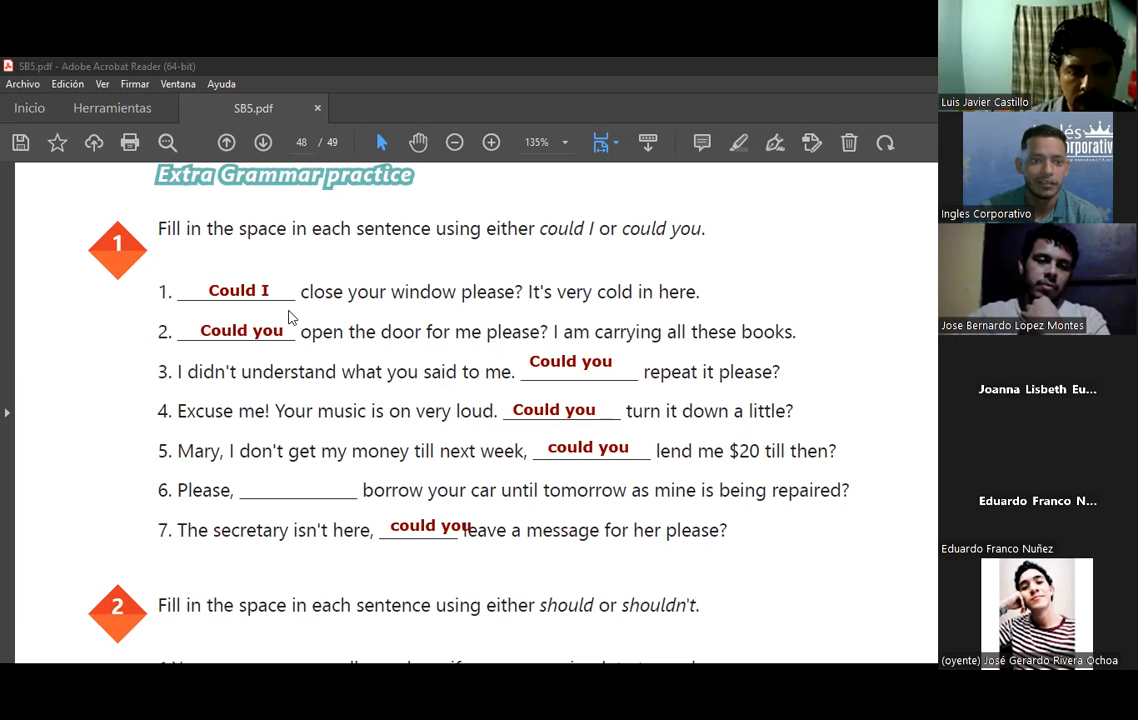 SB5.pdf - Adobe Acrobat Reader (64-bit)
Archivo Edición Ver Firmar Ventana Ayuda
Inicio Herramientas SB5.pdf ×
48 / 49 135%
Extra Grammar practice
1 Fill in the space in each sentence using either could I or could you.
1. Could I close your window please? It's very cold in here.
2. Could you open the door for me please? I am carrying all these books.
3. I didn't understand what you said to me. Could you repeat it please?
4. Excuse me! Your music is on very loud. Could you turn it down a little?
5. Mary, I don't get my money till next week, could you lend me $20 till then?
6. Please, ____________ borrow your car until tomorrow as mine is being repaired?
7. The secretary isn't here, could you leave a message for her please?
2 Fill in the space in each sentence using either should or shouldn't.
Luis Javier Castillo
Ingles Corporativo
Jose Bernardo Lopez Montes
Joanna Lisbeth Eu...
Eduardo Franco N...
Eduardo Franco Nuñez
(oyente) José Gerardo Rivera Ochoa